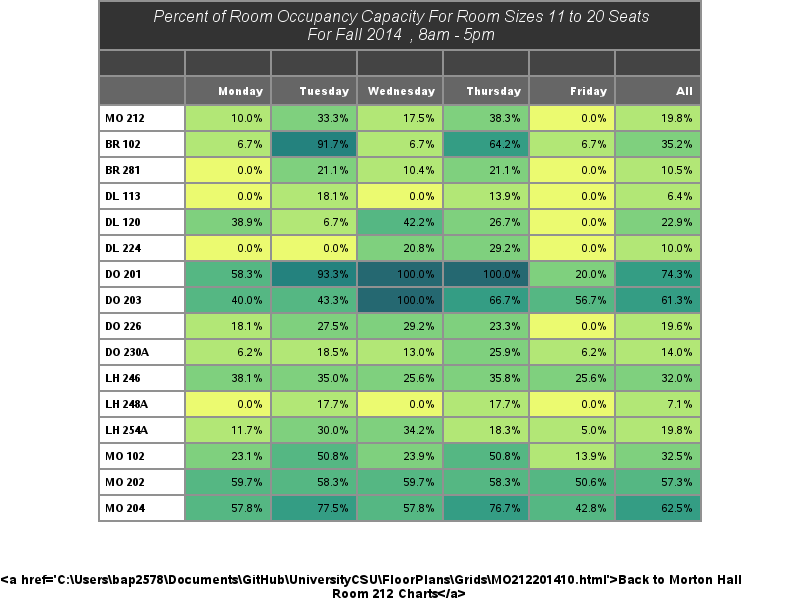 Percent of Room Occupancy Capacity For Room Sizes 11 to 20 Seats
For Fall 2014 , 8am - 5pm
Monday Tuesday Wednesday Thursday Friday All
MO 212 10.0% 33.3% 17.5% 38.3% 0.0% 19.8%
BR 102 6.7% 91.7% 6.7% 64.2% 6.7% 35.2%
BR 281 0.0% 21.1% 10.4% 21.1% 0.0% 10.5%
DL 113 0.0% 18.1% 0.0% 13.9% 0.0% 6.4%
DL 120 38.9% 6.7% 42.2% 26.7% 0.0% 22.9%
DL 224 0.0% 0.0% 20.8% 29.2% 0.0% 10.0%
DO 201 58.3% 93.3% 100.0% 100.0% 20.0% 74.3%
DO 203 40.0% 43.3% 100.0% 66.7% 56.7% 61.3%
DO 226 18.1% 27.5% 29.2% 23.3% 0.0% 19.6%
DO 230A 6.2% 18.5% 13.0% 25.9% 6.2% 14.0%
LH 246 38.1% 35.0% 25.6% 35.8% 25.6% 32.0%
LH 248A 0.0% 17.7% 0.0% 17.7% 0.0% 7.1%
LH 254A 11.7% 30.0% 34.2% 18.3% 5.0% 19.8%
MO 102 23.1% 50.8% 23.9% 50.8% 13.9% 32.5%
MO 202 59.7% 58.3% 59.7% 58.3% 50.6% 57.3%
MO 204 57.8% 77.5% 57.8% 76.7% 42.8% 62.5%
<a href='C:\Users\bap2578\Documents\GitHub\UniversityCSU\FloorPlans\Grids\MO212201410.html'>Back to Morton Hall
Room 212 Charts</a>